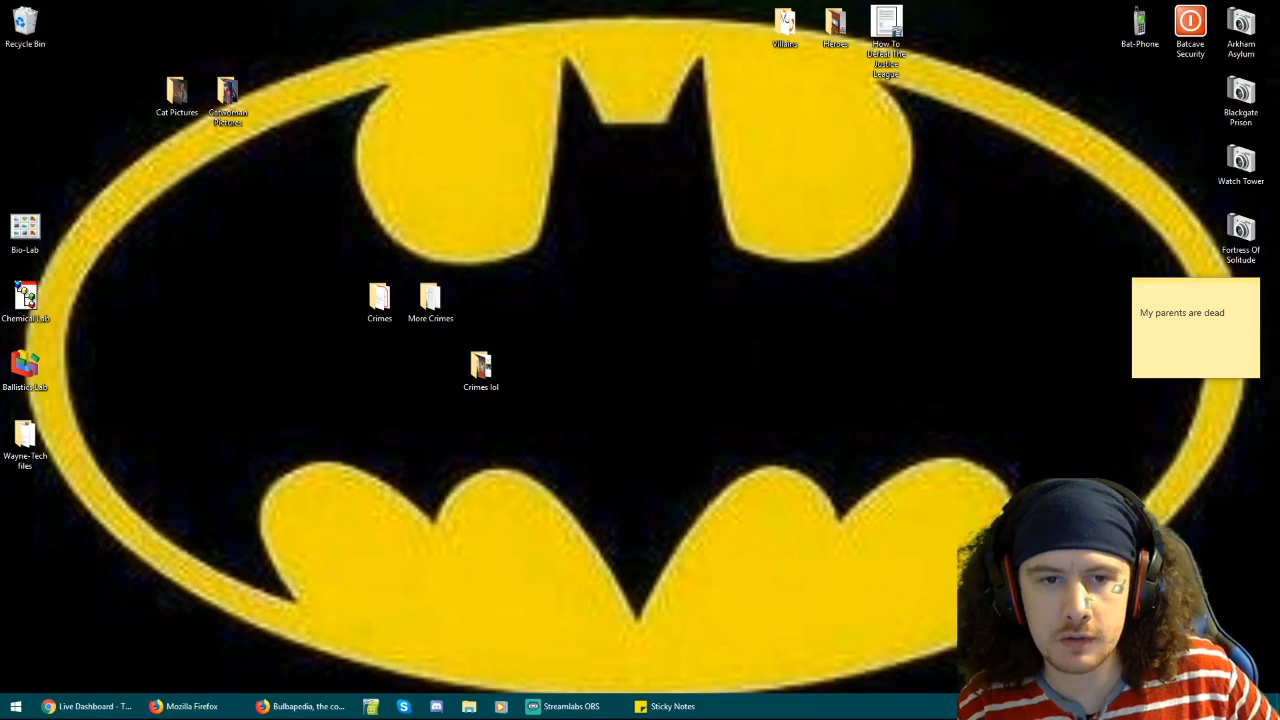 Recycle Bin
Villains
Heroes
How To
Defeat The
Justice
League
Bat-Phone
Batcave
Security
Arkham
Asylum
Cat Pictures
Catwoman
Pictures
Blackgate
Prison
Watch Tower
Bio-Lab
Fortress Of
Solitude
Chemical Lab
Crimes
More Crimes
My parents are dead
Ballistics Lab
Crimes lol
Wayne-Tech
files
Live Dashboard - T...
Mozilla Firefox
Bulbapedia, the co...
Streamlabs OBS
Sticky Notes